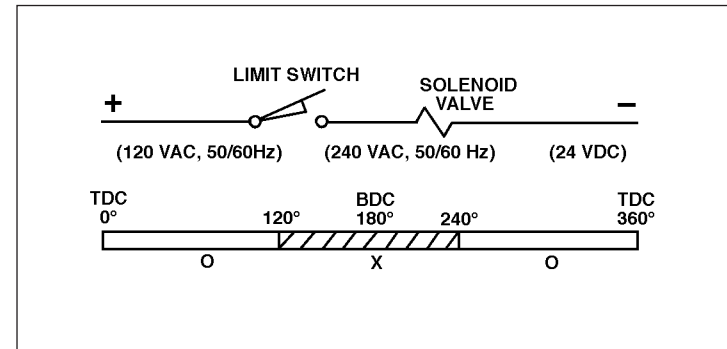 LIMIT SWITCH
SOLENOID
VALVE
+
–
(120 VAC, 50/60Hz) (240 VAC, 50/60 Hz) (24 VDC)
TDC BDC TDC
0° 120° 180° 240° 360°
O X O